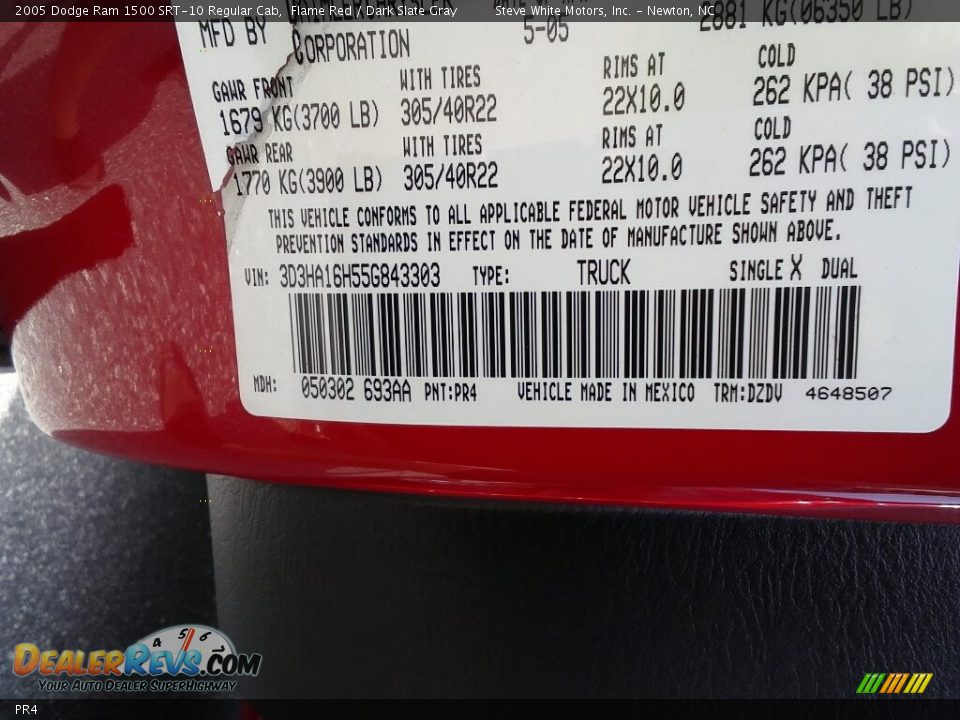 2005 Dodge Ram 1500 SRT-10 Regular Cab, Flame Red / Dark Slate Gray Steve White Motors, Inc. - Newton, NC
MFD BY CORPORATION 5-05 2881 KG(06350 LB)
GAWR FRONT WITH TIRES RIMS AT COLD
1679 KG(3700 LB) 305/40R22 22X10.0 262 KPA( 38 PSI)
GAWR REAR WITH TIRES RIMS AT COLD
1770 KG(3900 LB) 305/40R22 22X10.0 262 KPA( 38 PSI)
THIS VEHICLE CONFORMS TO ALL APPLICABLE FEDERAL MOTOR VEHICLE SAFETY AND THEFT
PREVENTION STANDARDS IN EFFECT ON THE DATE OF MANUFACTURE SHOWN ABOVE.
VIN: 3D3HA16H55G843303 TYPE: TRUCK SINGLE X DUAL
MDH: 050302 693AA PNT:PR4 VEHICLE MADE IN MEXICO TRM:DZDV 4648507
4 5 6
DEALERREVS.COM
YOUR AUTO DEALER SUPERHIGHWAY
PR4